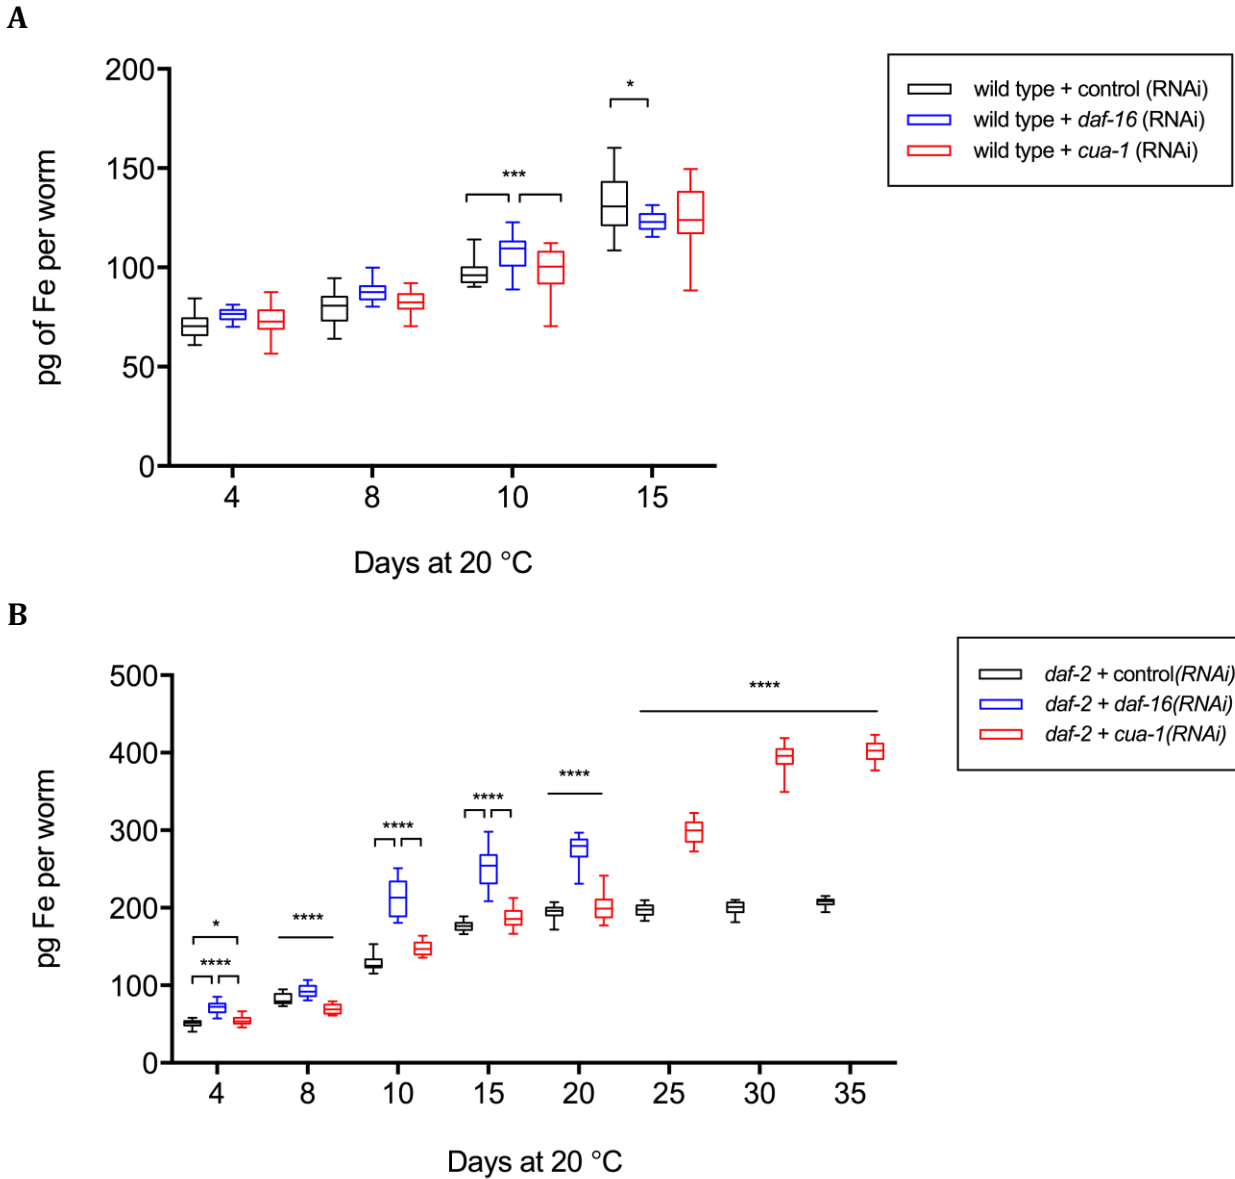 A
200
150
100
50
0
pg of Fe per worm
*
***
4 8 10 15
Days at 20 °C
wild type + control (RNAi)
wild type + daf-16 (RNAi)
wild type + cua-1 (RNAi)
B
500
400
300
200
100
0
pg Fe per worm
*
****
****
****
****
****
****
4 8 10 15 20 25 30 35
Days at 20 °C
daf-2 + control(RNAi)
daf-2 + daf-16(RNAi)
daf-2 + cua-1(RNAi)